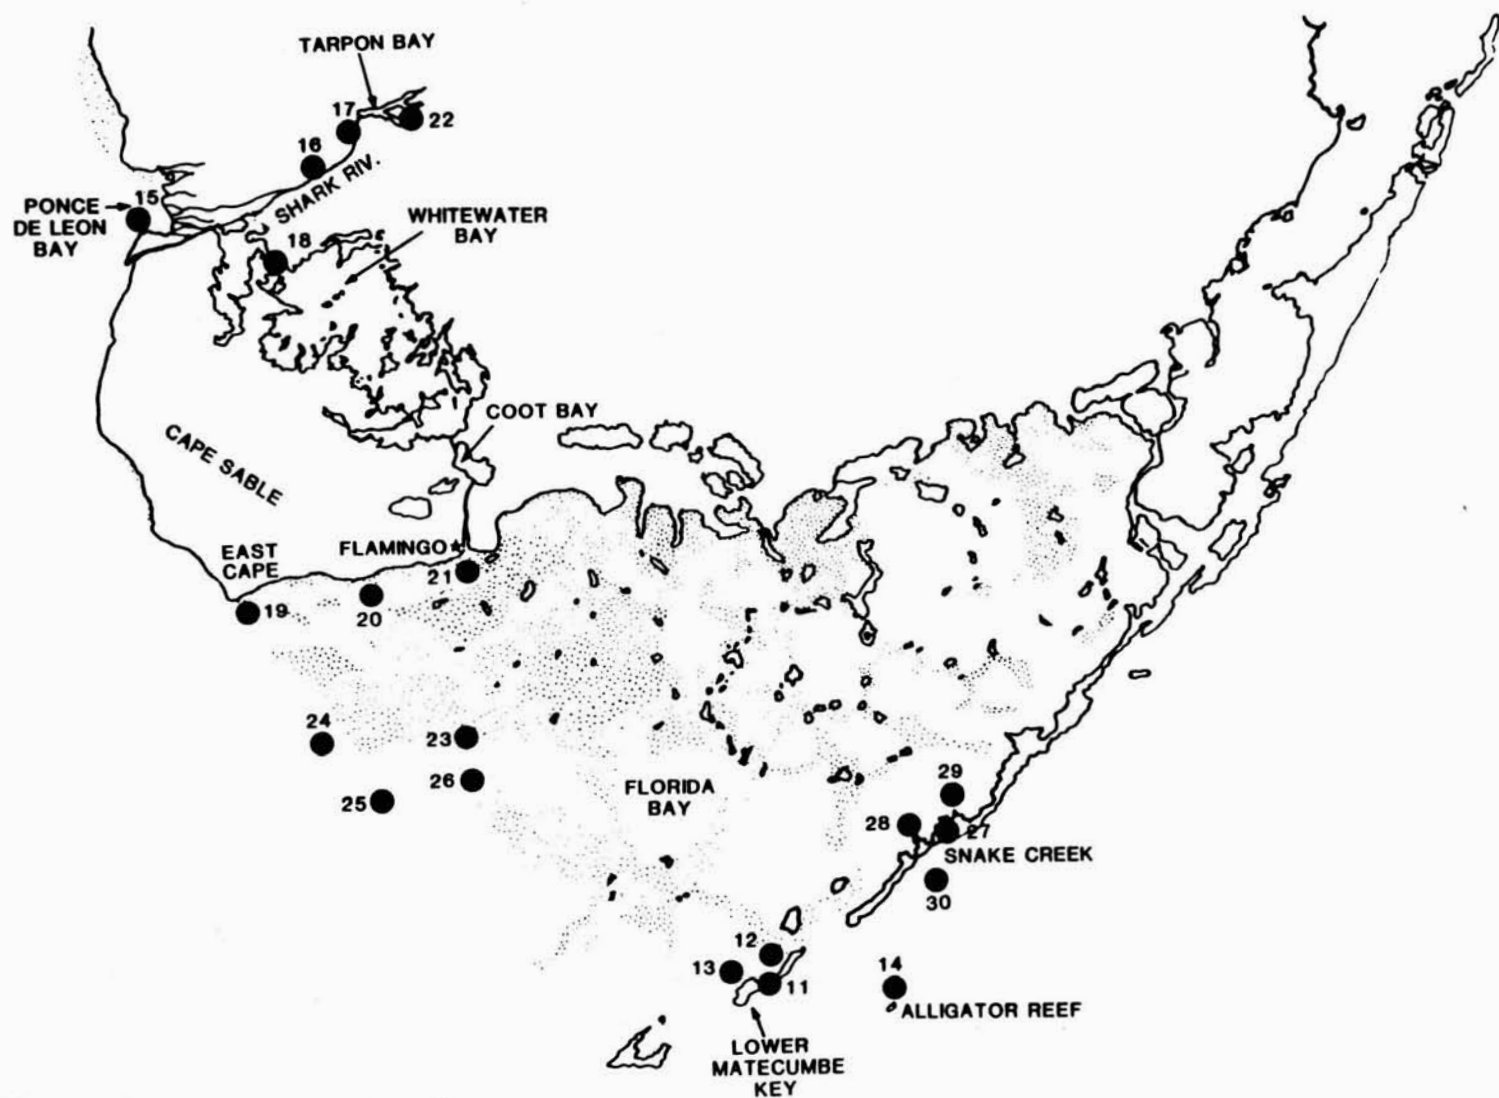 TARPON BAY
17
22
16
SHARK RIV.
15
PONCE
DE LEON
BAY
WHITEWATER
BAY
18
COOT BAY
CAPE SABLE
EAST
CAPE
FLAMINGO
21
19
20
24
23
26
25
FLORIDA
BAY
29
28
27
SNAKE CREEK
30
12
13
11
14
ALLIGATOR REEF
LOWER
MATECUMBE
KEY